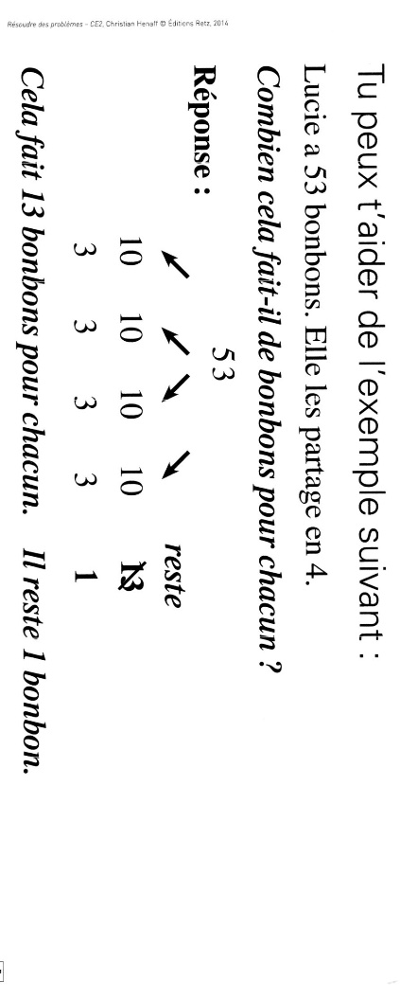 Résoudre des problèmes – CE2, Christian Henaff © Éditions Retz, 2014
Tu peux t'aider de l'exemple suivant :
Lucie a 53 bonbons. Elle les partage en 4.
Combien cela fait-il de bonbons pour chacun ?
Réponse :
53
reste
10 10 10 10 13
3 3 3 3 1
Cela fait 13 bonbons pour chacun. Il reste 1 bonbon.